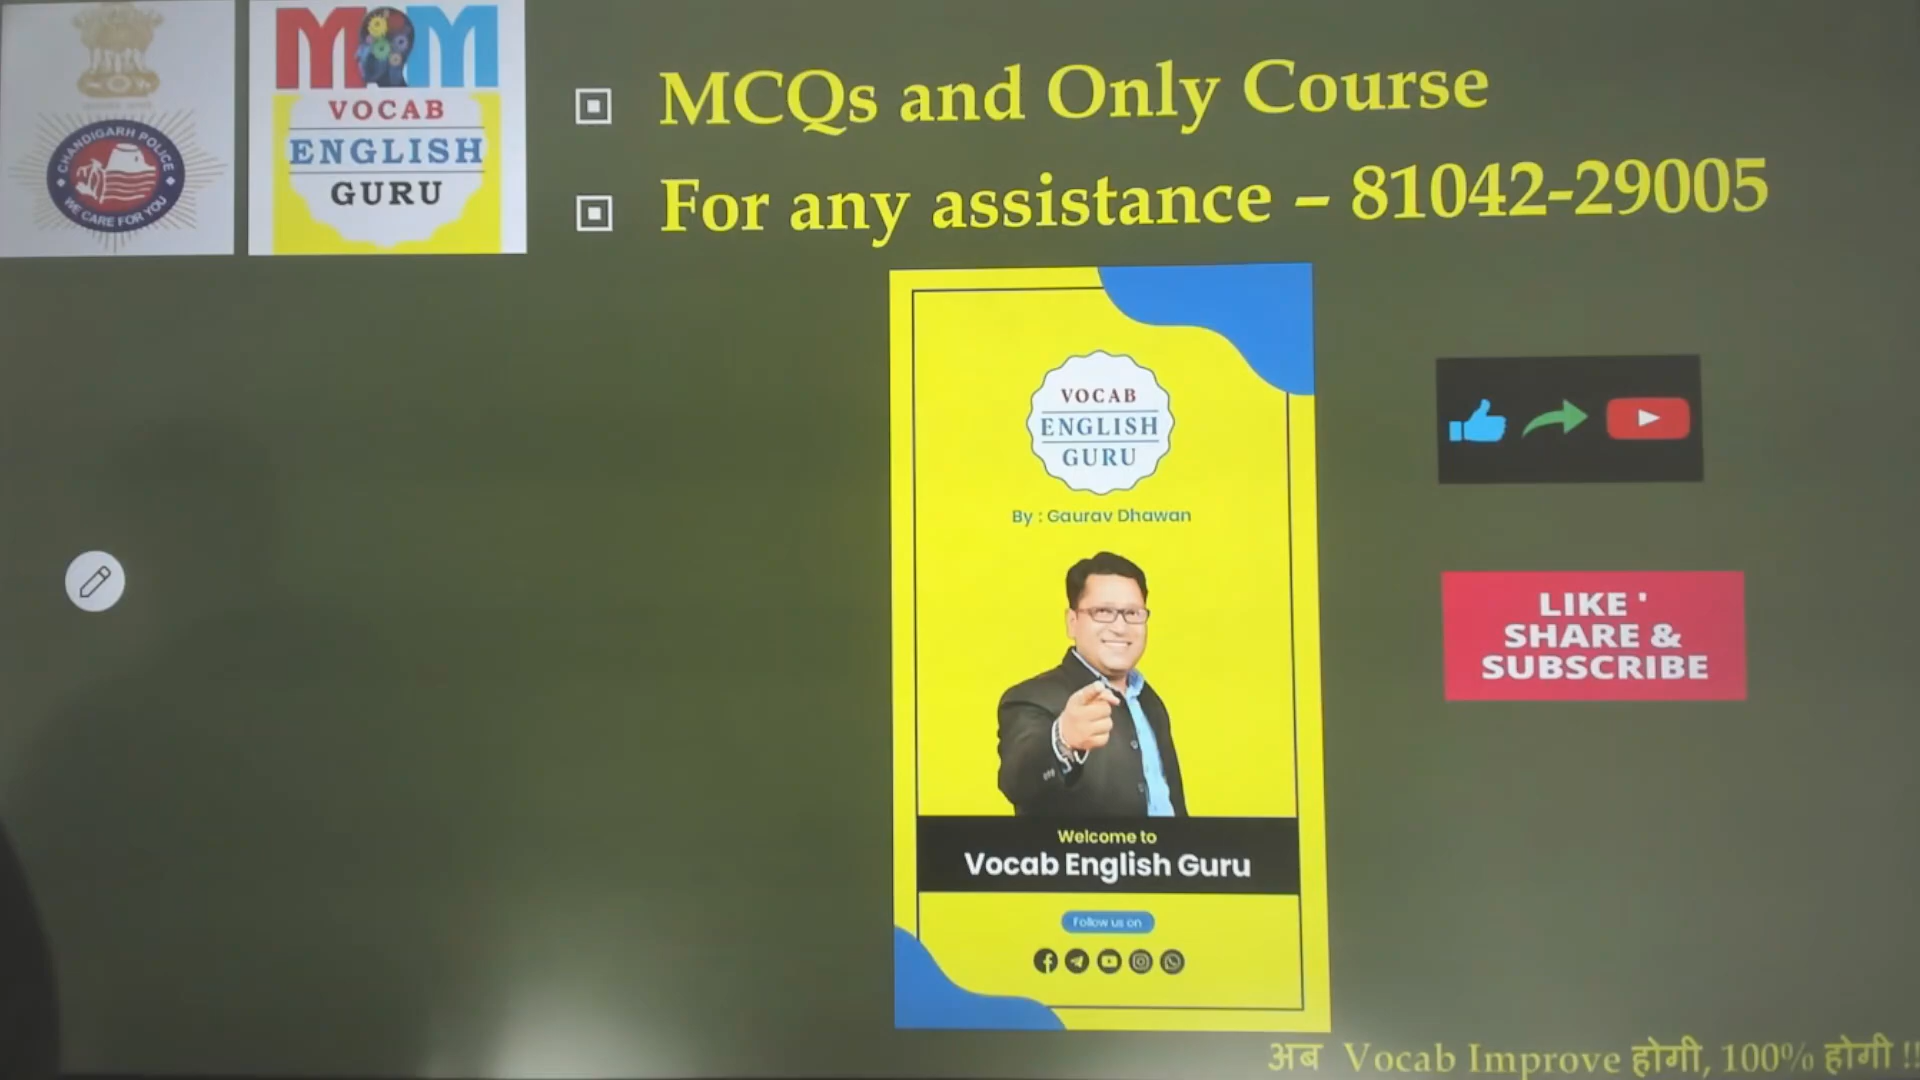 CHANDIGARH POLICE
WE CARE FOR YOU
MOM
VOCAB
ENGLISH
GURU
MCQs and Only Course
For any assistance – 81042-29005
VOCAB
ENGLISH
GURU
By : Gaurav Dhawan
Welcome to
Vocab English Guru
Follow us on
LIKE '
SHARE &
SUBSCRIBE
अब Vocab Improve होगी, 100% होगी !!